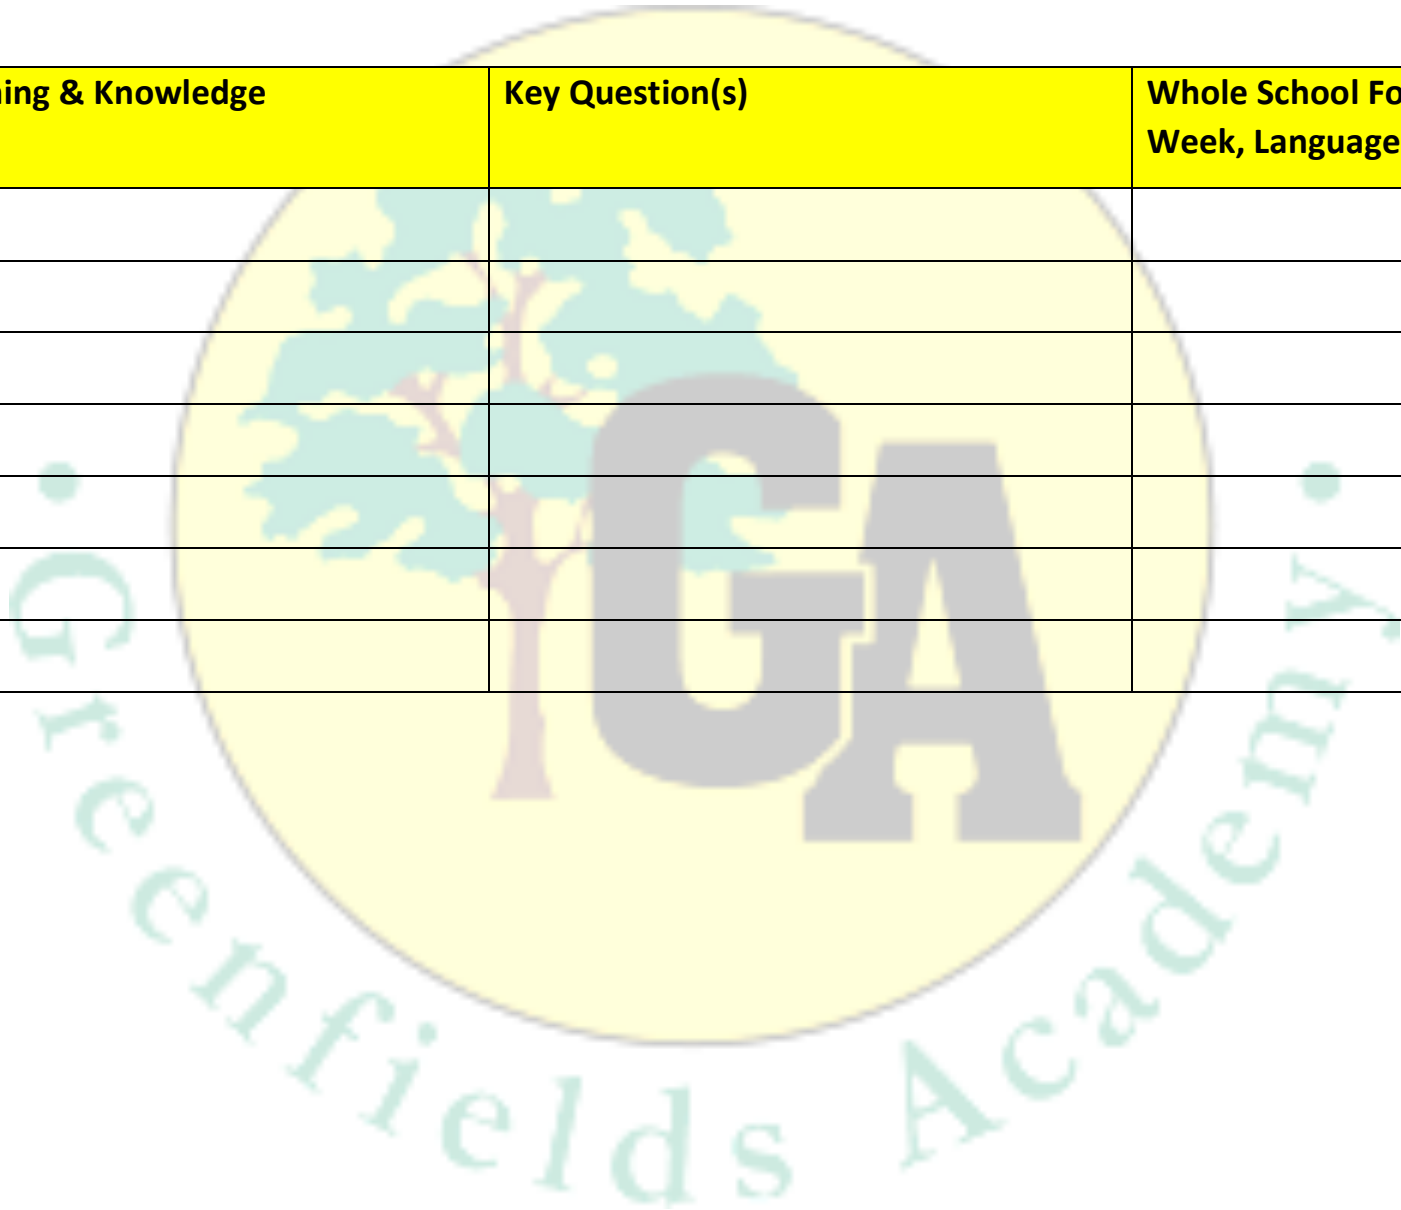 ing & Knowledge
Key Question(s)
Whole School Fo
Week, Language
GA
• Greenfields Academy •